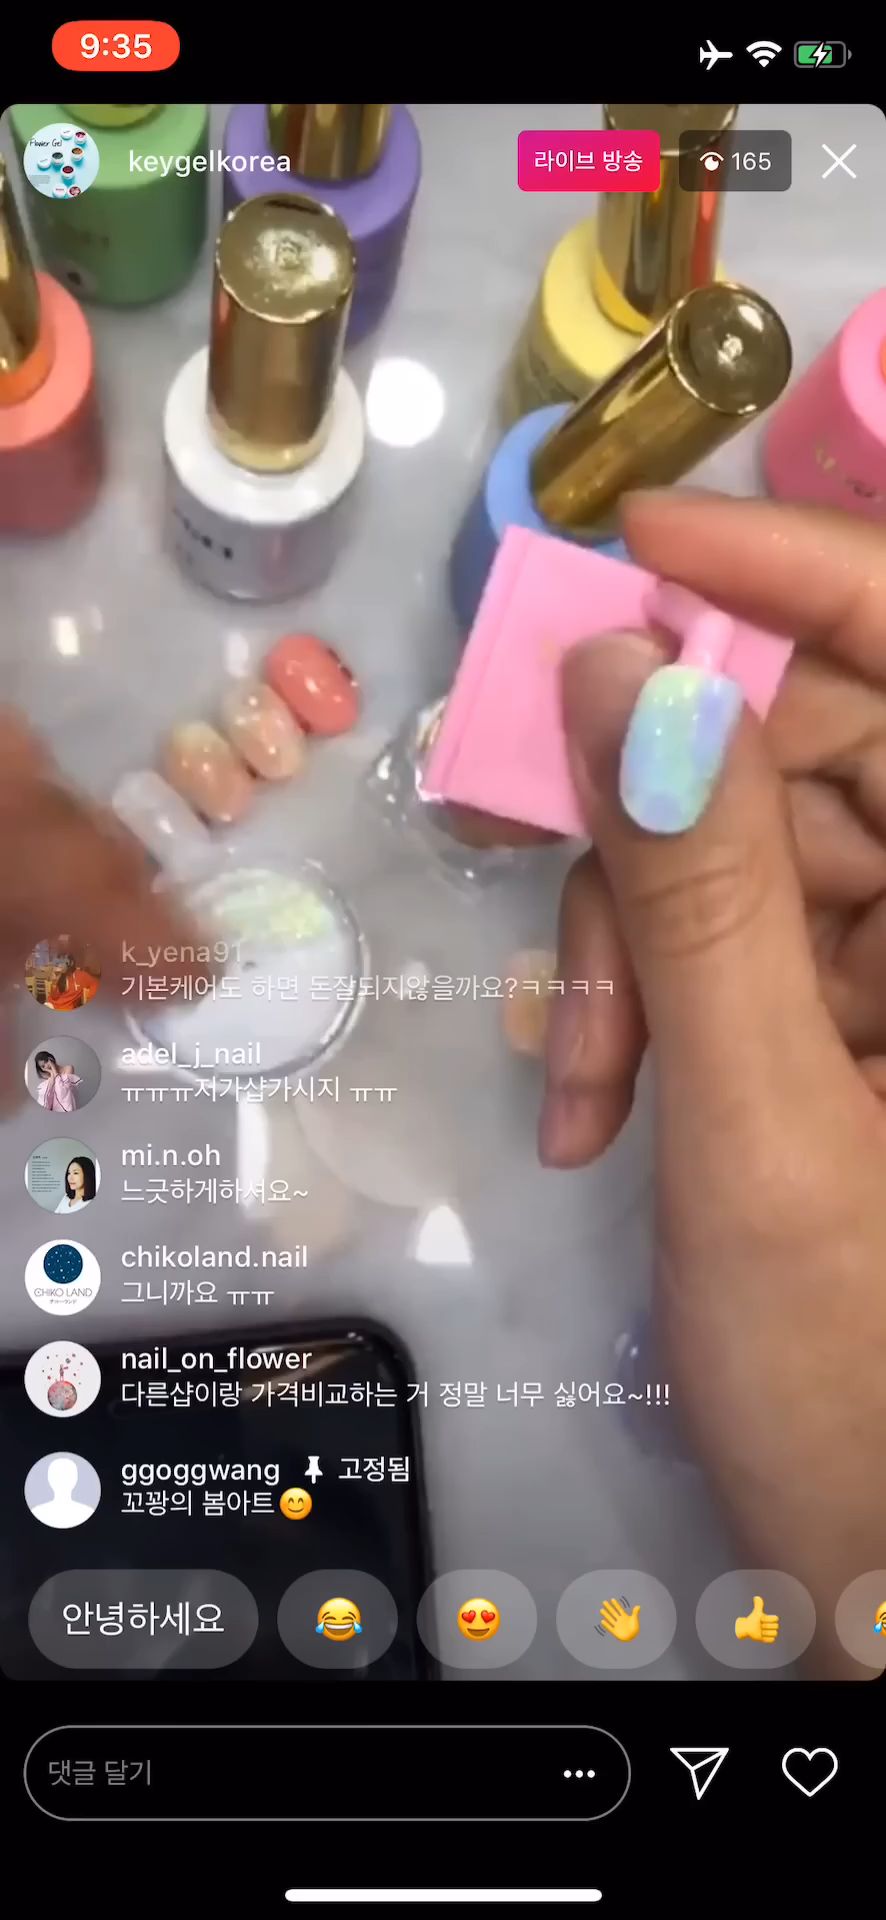 9:35
Flower Gel
keygelkorea
라이브 방송
165
k_yena91
기본케어도 하면 돈잘되지않을까요?ㅋㅋㅋㅋ
adel_j_nail
ㅠㅠㅠ저가샵가시지 ㅠㅠ
mi.n.oh
느긋하게하셔요~
chikoland.nail
그니까요 ㅠㅠ
CHIKO LAND
nail_on_flower
다른샵이랑 가격비교하는 거 정말 너무 싫어요~!!!
ggoggwang 고정됨
꼬꽝의 봄아트😊
안녕하세요 😂 😍 👋 👍
댓글 달기